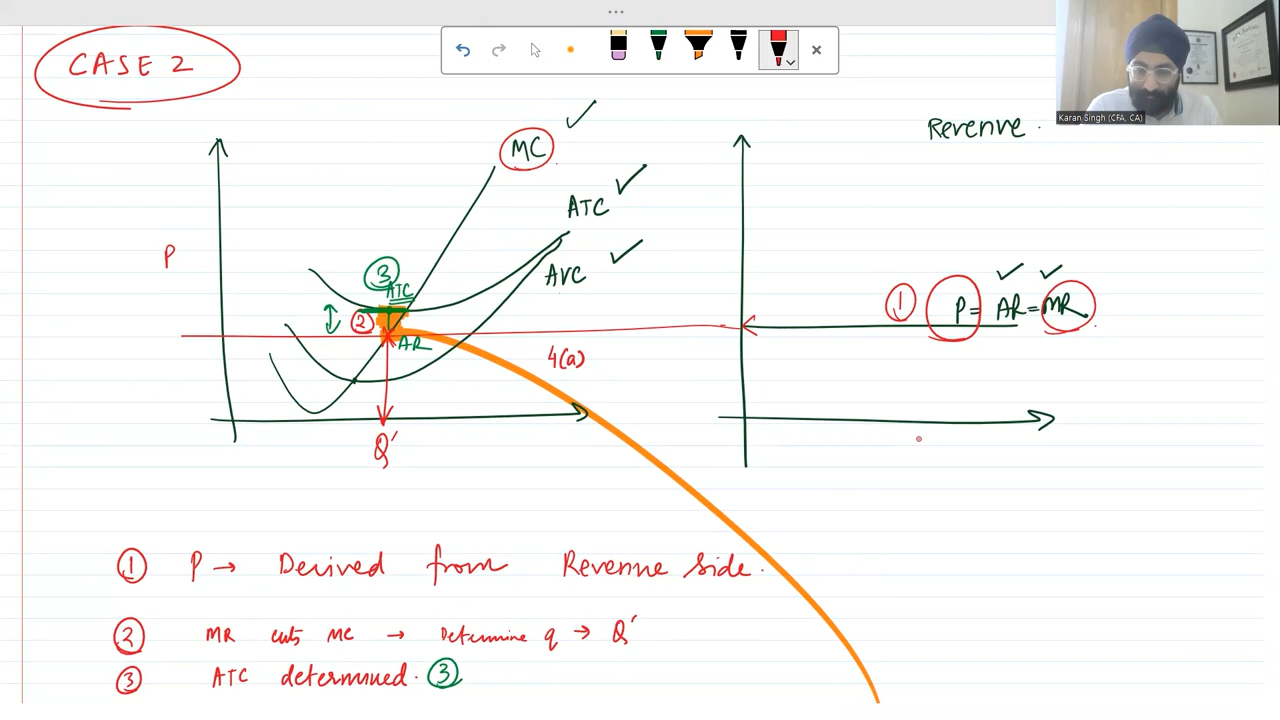 CASE 2
Karan Singh (CFA, CA)
Revenue.
MC
ATC
AVC
P
3
ATC
2
AR
4(a)
1 P= AR=MR
Q'
1 P → Derived from Revenue side.
2 MR cuts MC → Determine q → Q'
3 ATC determined. 3